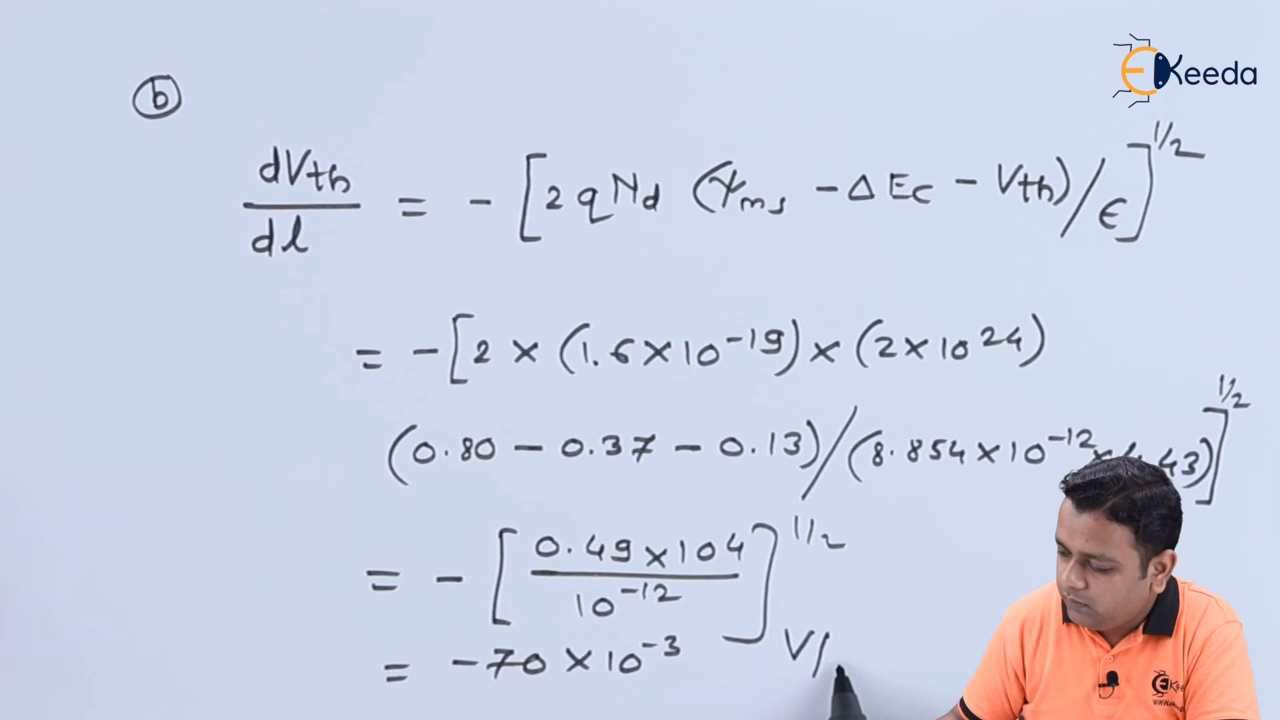 EKeeda
b
dVth/dl = - [2qNd (ψms - ΔEc - Vth)/ε]^1/2
= -[2 × (1.6×10^-19) × (2×10^24)
(0.80 - 0.37 - 0.13)/(8.854×10^-12 × 43)]^1/2
= - [0.49×10^4/10^-12]^1/2
= -70×10^-3 V/